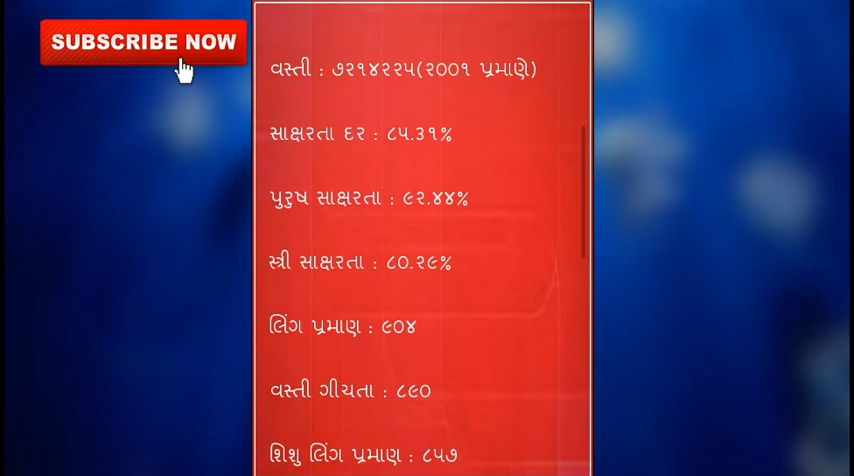 SUBSCRIBE NOW
વસ્તી : ૭૨૧૪૨૨૫(૨૦૦૧ પ્રમાણે)
સાક્ષરતા દર : ૮૫.૩૧%
પુરુષ સાક્ષરતા : ૯૨.૪૪%
સ્ત્રી સાક્ષરતા : ૮૦.૨૯%
લિંગ પ્રમાણ : ૯૦૪
વસ્તી ગીચતા : ૮૯૦
શિશુ લિંગ પ્રમાણ : ૮૫૭